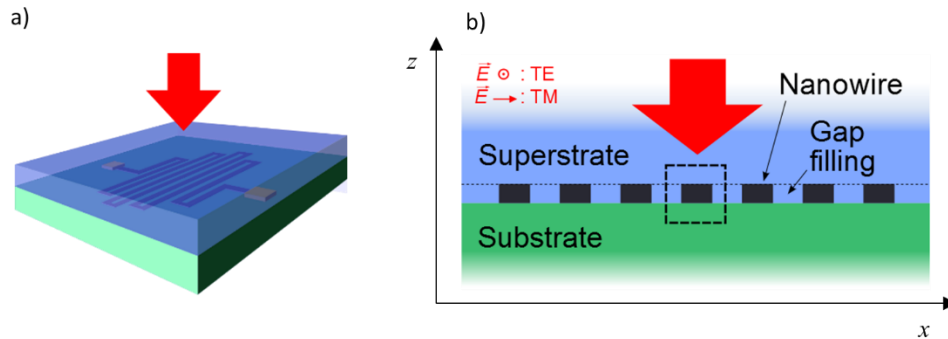 a)
b)
z
E⃗ ⊙ : TE
E⃗ → : TM
Nanowire
Superstrate
Gap
filling
Substrate
x